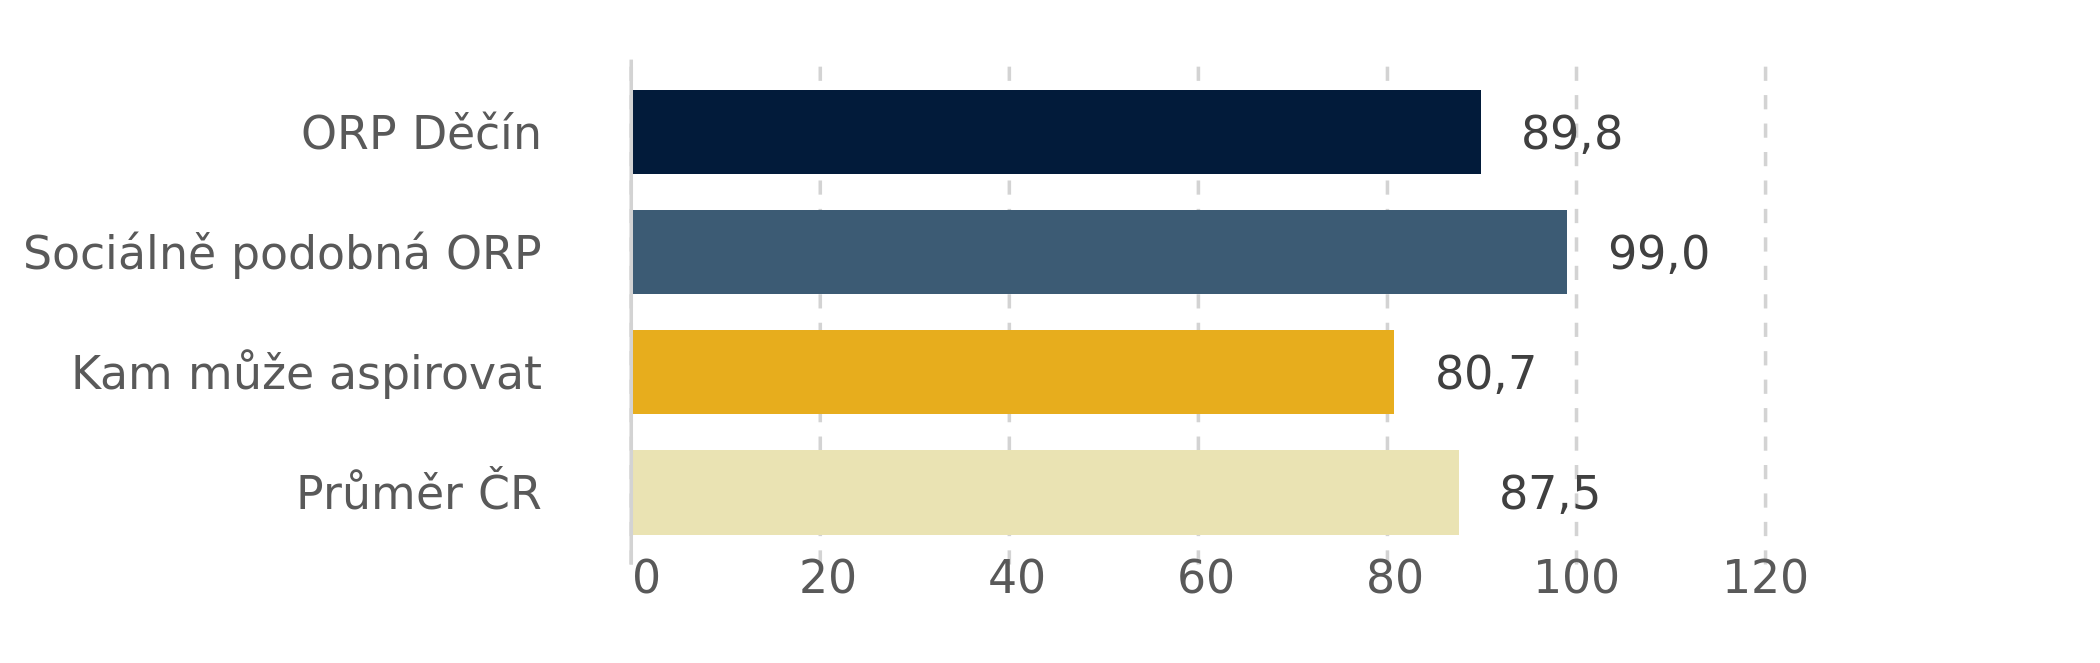 ORP Děčín 89,8
Sociálně podobná ORP 99,0
Kam může aspirovat 80,7
Průměr ČR 87,5
0 20 40 60 80 100 120